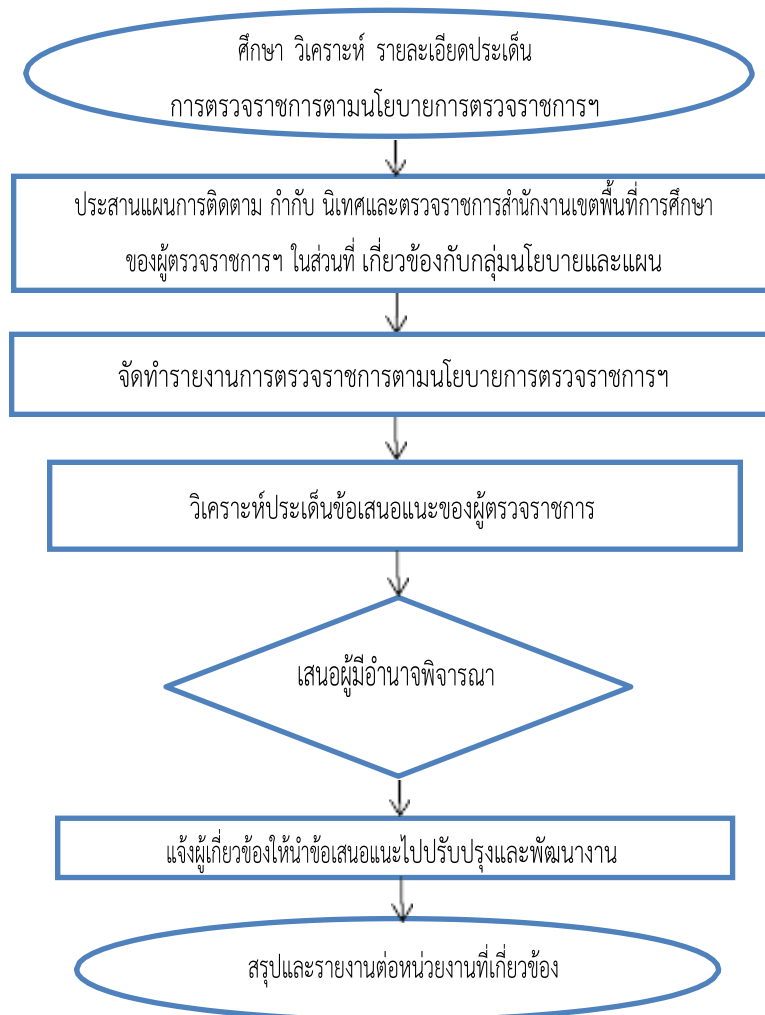 ศึกษา วิเคราะห์ รายละเอียดประเด็น
การตรวจราชการตามนโยบายการตรวจราชการฯ
ประสานแผนการติดตาม กำกับ นิเทศและตรวจราชการสำนักงานเขตพื้นที่การศึกษา
ของผู้ตรวจราชการฯ ในส่วนที่ เกี่ยวข้องกับกลุ่มนโยบายและแผน
จัดทำรายงานการตรวจราชการตามนโยบายการตรวจราชการฯ
วิเคราะห์ประเด็นข้อเสนอแนะของผู้ตรวจราชการ
เสนอผู้มีอำนาจพิจารณา
แจ้งผู้เกี่ยวข้องให้นำข้อเสนอแนะไปปรับปรุงและพัฒนางาน
สรุปและรายงานต่อหน่วยงานที่เกี่ยวข้อง